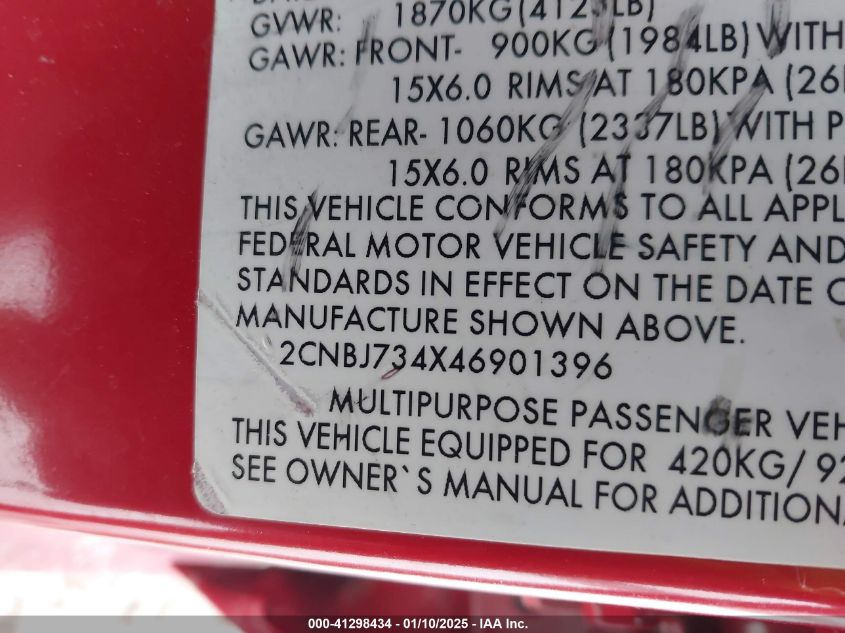 GVWR: 1870KG(4123LB)
GAWR: FRONT- 900KG (1984LB) WITH
15X6.0 RIMS AT 180KPA (26
GAWR: REAR- 1060KG (2337LB) WITH P
15X6.0 RIMS AT 180KPA (26
THIS VEHICLE CONFORMS TO ALL APPL
FEDERAL MOTOR VEHICLE SAFETY AND
STANDARDS IN EFFECT ON THE DATE O
MANUFACTURE SHOWN ABOVE.
2CNBJ734X46901396
MULTIPURPOSE PASSENGER VEH
THIS VEHICLE EQUIPPED FOR 420KG/ 92
SEE OWNER`S MANUAL FOR ADDITIONA
000-41298434 - 01/10/2025 - IAA Inc.